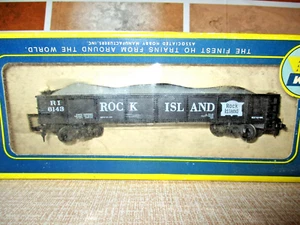 THE FINEST HO TRAINS FROM AROUND THE WORLD.
ASSOCIATED HOBBY MANUFACTURERS, INC.
RI
6143
ROCK ISLAND
Rock
Island